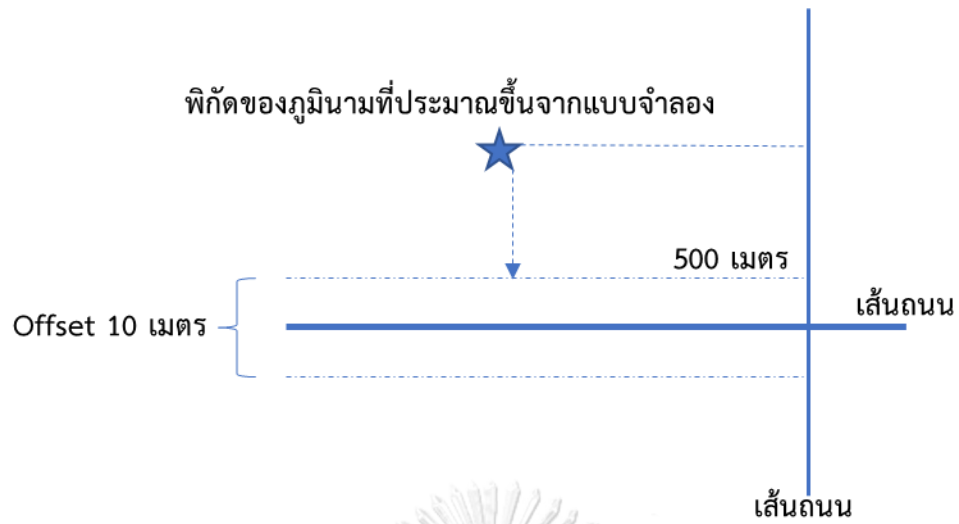 พิกัดของภูมินามที่ประมาณขึ้นจากแบบจำลอง
500 เมตร
เส้นถนน
Offset 10 เมตร
เส้นถนน